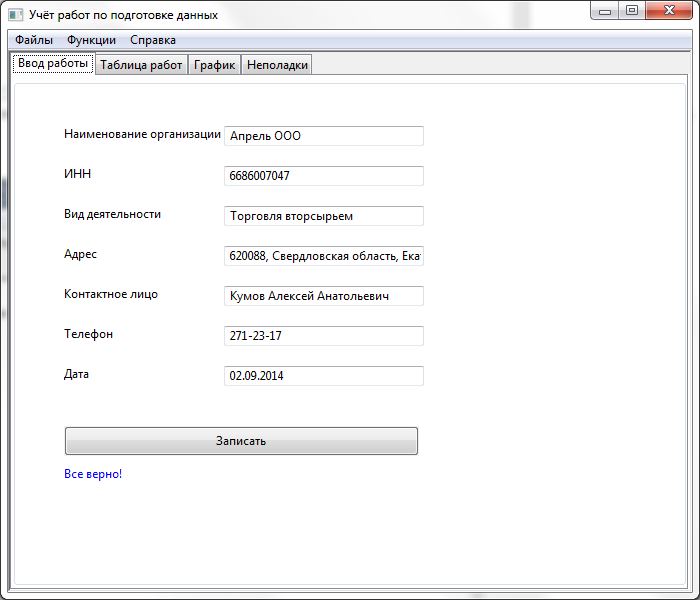 Учёт работ по подготовке данных
Файлы Функции Справка
Ввод работы Таблица работ График Неполадки
Наименование организации Апрель ООО
ИНН 6686007047
Вид деятельности Торговля вторсырьем
Адрес 620088, Свердловская область, Ека
Контактное лицо Кумов Алексей Анатольевич
Телефон 271-23-17
Дата 02.09.2014
Записать
Все верно!